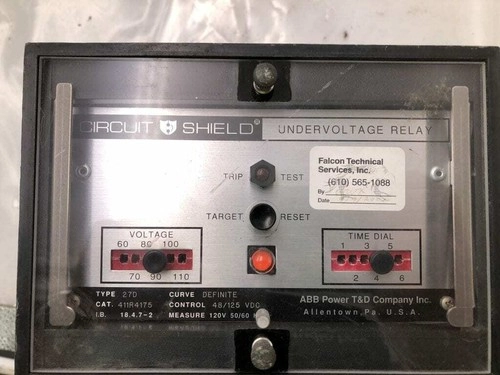 CIRCUIT SHIELD® UNDERVOLTAGE RELAY
Falcon Technical
Services, Inc.
(610) 565-1088
By
Date
TRIP TEST
TARGET RESET
VOLTAGE
60 80 100
70 90 110
TIME DIAL
1 3 5
2 4 6
TYPE 27D CURVE DEFINITE
CAT. 411R4175 CONTROL 48/125 VDC
I.B. 18.4.7-2 MEASURE 120V 50/60
ABB Power T&D Company Inc.
Allentown, Pa. U.S.A.